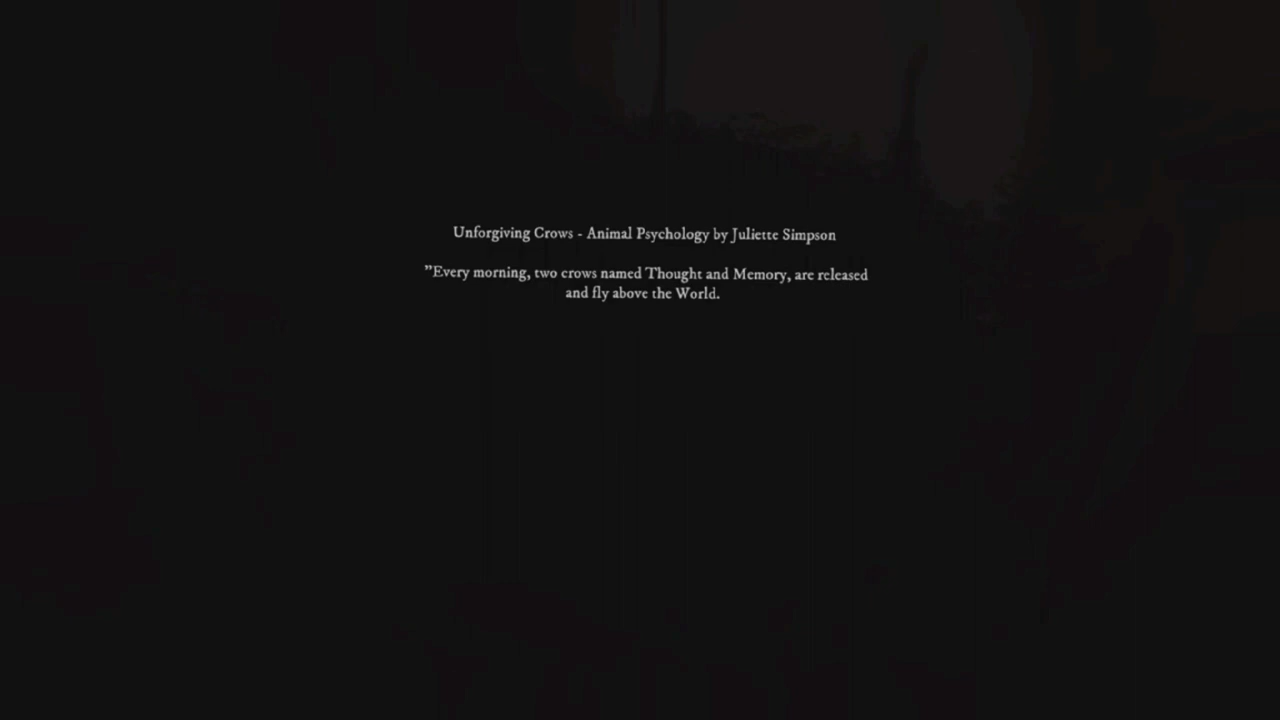 Unforgiving Crows - Animal Psychology by Juliette Simpson
"Every morning, two crows named Thought and Memory, are released
and fly above the World.